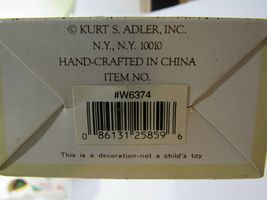 © KURT S. ADLER, INC.
N.Y., N.Y. 10010
HAND-CRAFTED IN CHINA
ITEM NO.
#W6374
0 86131 25859 6
This is a decoration-not a child's toy